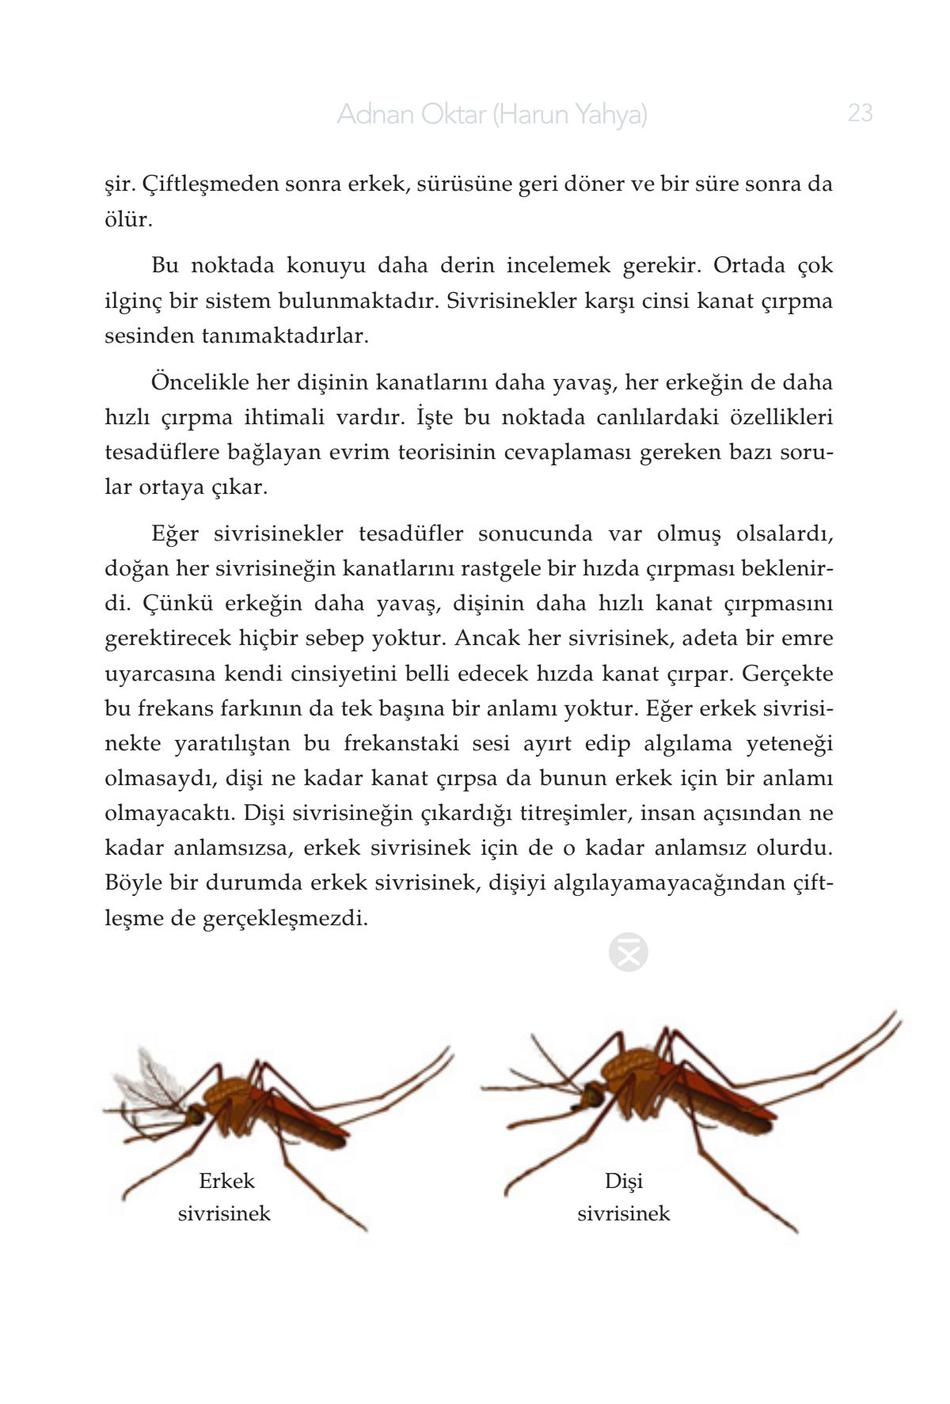 Adnan Oktar (Harun Yahya) 23
şir. Çiftleşmeden sonra erkek, sürüsüne geri döner ve bir süre sonra da
ölür.
Bu noktada konuyu daha derin incelemek gerekir. Ortada çok
ilginç bir sistem bulunmaktadır. Sivrisinekler karşı cinsi kanat çırpma
sesinden tanımaktadırlar.
Öncelikle her dişinin kanatlarını daha yavaş, her erkeğin de daha
hızlı çırpma ihtimali vardır. İşte bu noktada canlılardaki özellikleri
tesadüflere bağlayan evrim teorisinin cevaplaması gereken bazı soru-
lar ortaya çıkar.
Eğer sivrisinekler tesadüfler sonucunda var olmuş olsalardı,
doğan her sivrisineğin kanatlarını rastgele bir hızda çırpması beklenir-
di. Çünkü erkeğin daha yavaş, dişinin daha hızlı kanat çırpmasını
gerektirecek hiçbir sebep yoktur. Ancak her sivrisinek, adeta bir emre
uyarcasına kendi cinsiyetini belli edecek hızda kanat çırpar. Gerçekte
bu frekans farkının da tek başına bir anlamı yoktur. Eğer erkek sivrisi-
nekte yaratılıştan bu frekanstaki sesi ayırt edip algılama yeteneği
olmasaydı, dişi ne kadar kanat çırpsa da bunun erkek için bir anlamı
olmayacaktı. Dişi sivrisineğin çıkardığı titreşimler, insan açısından ne
kadar anlamsızsa, erkek sivrisinek için de o kadar anlamsız olurdu.
Böyle bir durumda erkek sivrisinek, dişiyi algılayamayacağından çift-
leşme de gerçekleşmezdi.
Erkek
sivrisinek
Dişi
sivrisinek